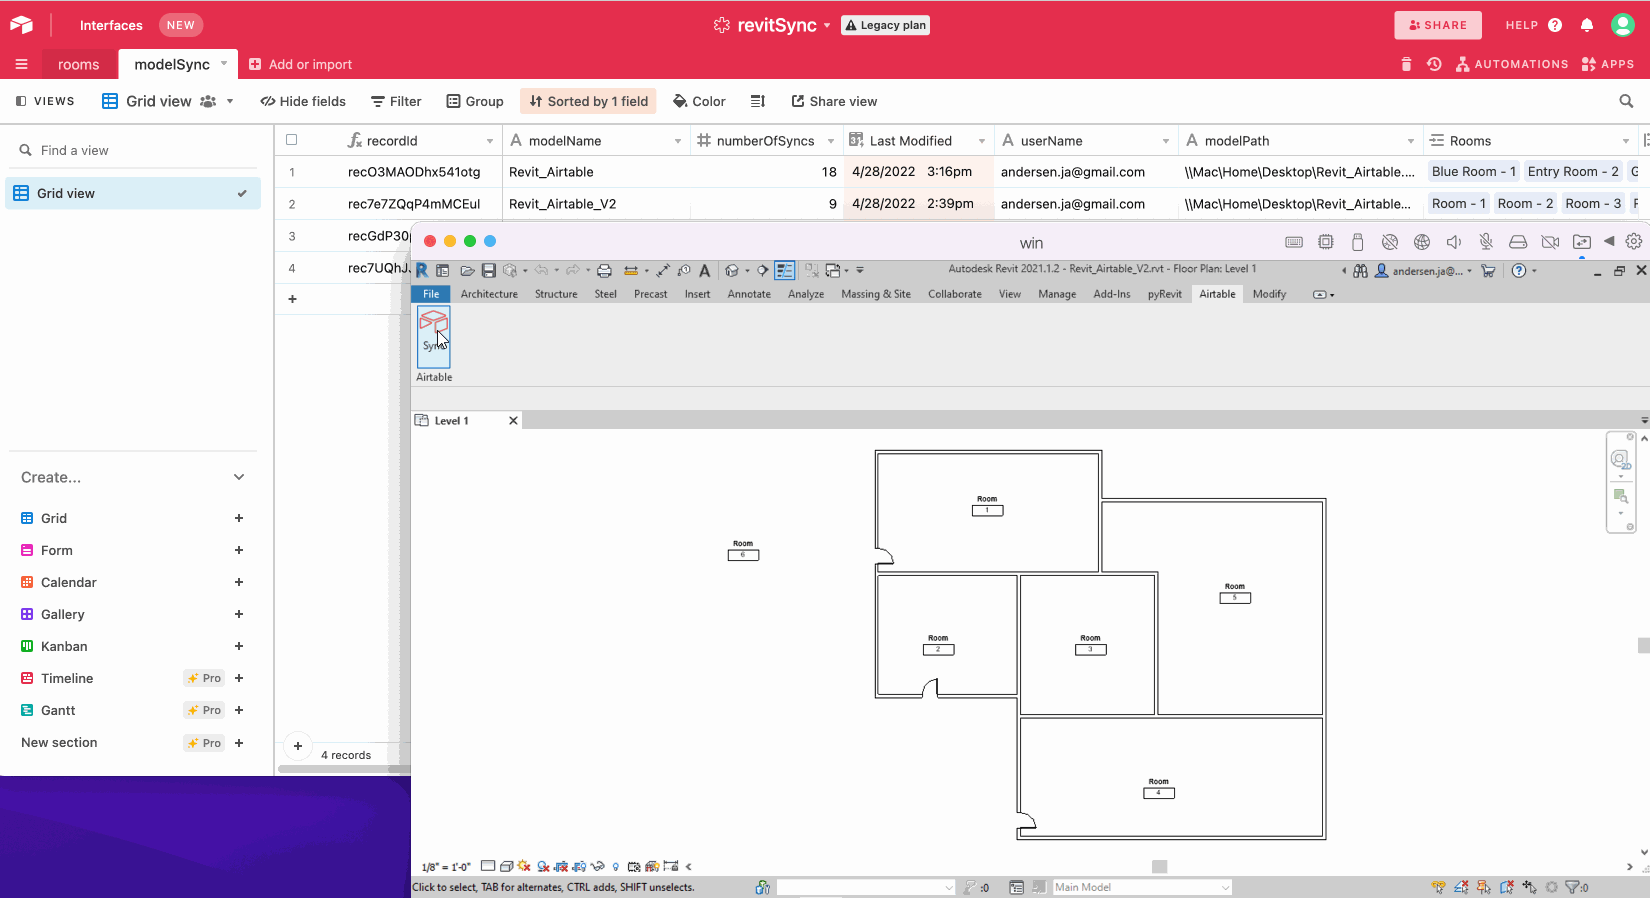 Interfaces NEW revitSync Legacy plan SHARE HELP
rooms modelSync Add or import AUTOMATIONS APPS
VIEWS Grid view Hide fields Filter Group Sorted by 1 field Color Share view
Find a view
Grid view
recordId modelName numberOfSyncs Last Modified userName modelPath Rooms
1 recO3MAODhx541otg Revit_Airtable 18 4/28/2022 3:16pm andersen.ja@gmail.com \\Mac\Home\Desktop\Revit_Airtable.... Blue Room - 1 Entry Room - 2
2 rec7e7ZQqP4mMCEul Revit_Airtable_V2 9 4/28/2022 2:39pm andersen.ja@gmail.com \\Mac\Home\Desktop\Revit_Airtable... Room - 1 Room - 2 Room - 3
3 recGdP30
4 rec7UQhJ
+
win
Autodesk Revit 2021.1.2 - Revit_Airtable_V2.rvt - Floor Plan: Level 1 andersen.ja@...
File Architecture Structure Steel Precast Insert Annotate Analyze Massing & Site Collaborate View Manage Add-Ins pyRevit Airtable Modify
Sync
Airtable
Level 1
2D
Room
1
Room
6
Room
5
Room
2
Room
3
Room
4
Create...
Grid +
Form +
Calendar +
Gallery +
Kanban +
Timeline Pro +
Gantt Pro +
New section Pro +
+ 4 records
1/8" = 1'-0"
Click to select, TAB for alternates, CTRL adds, SHIFT unselects. :0 Main Model :0